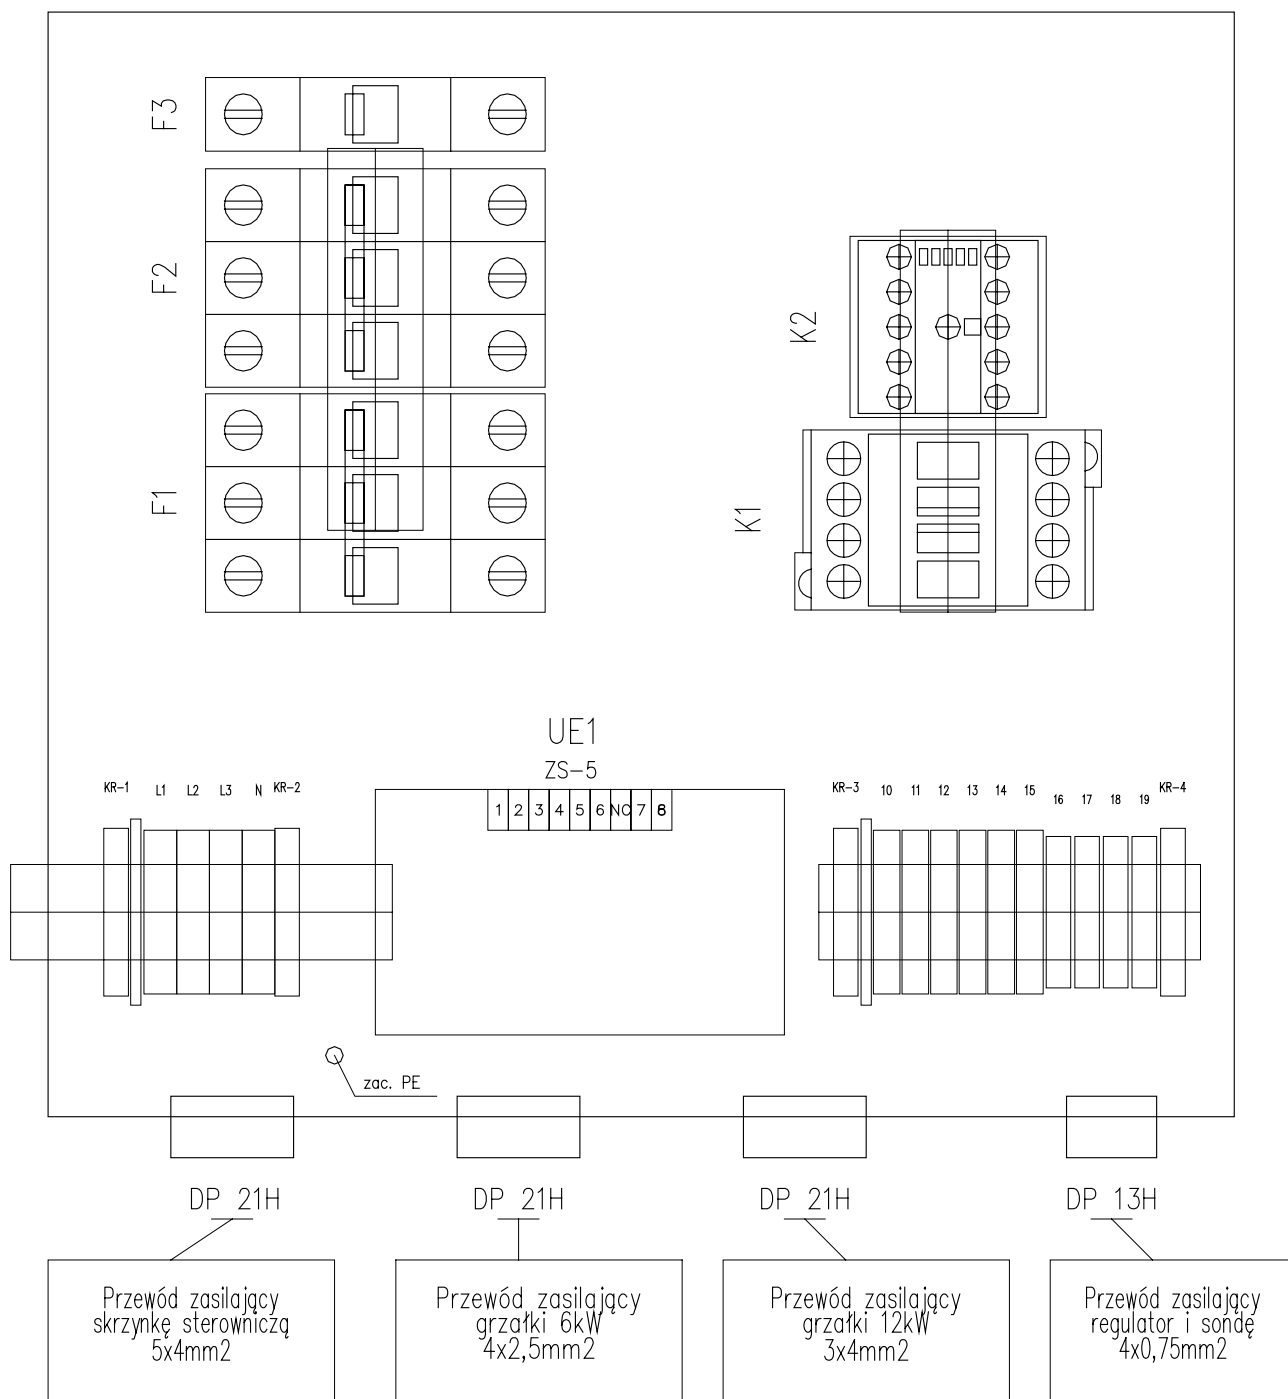 F3
F2
F1
K2
K1
UE1
ZS-5
KR-1 L1 L2 L3 N KR-2
1 2 3 4 5 6 NC 7 8
KR-3 10 11 12 13 14 15 16 17 18 19 KR-4
zac. PE
DP 21H
DP 21H
DP 21H
DP 13H
Przewód zasilający
skrzynkę sterowniczą
5x4mm2
Przewód zasilający
grzałki 6kW
4x2,5mm2
Przewód zasilający
grzałki 12kW
3x4mm2
Przewód zasilający
regulator i sondę
4x0,75mm2